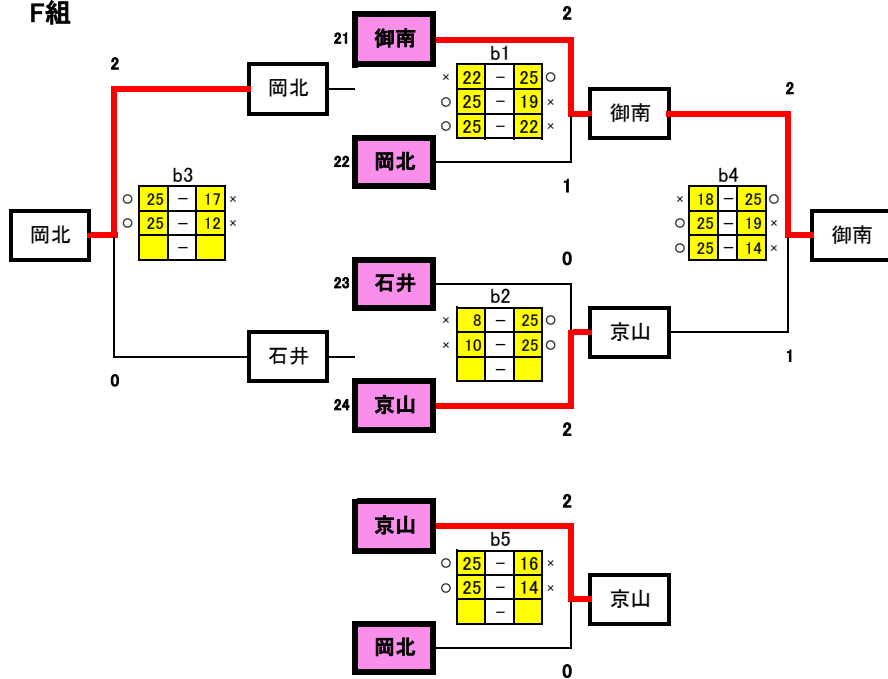 F組
2
21 御南
b1
× 22 － 25 ○
○ 25 － 19 ×
○ 25 － 22 ×
22 岡北
1
御南
2
岡北
b3
○ 25 － 17 ×
○ 25 － 12 ×
－
岡北
0
石井
0
23 石井
b2
× 8 － 25 ○
× 10 － 25 ○
－
24 京山
2
京山
2
b4
× 18 － 25 ○
○ 25 － 19 ×
○ 25 － 14 ×
御南
1
京山
2
b5
○ 25 － 16 ×
○ 25 － 14 ×
－
京山
岡北
0